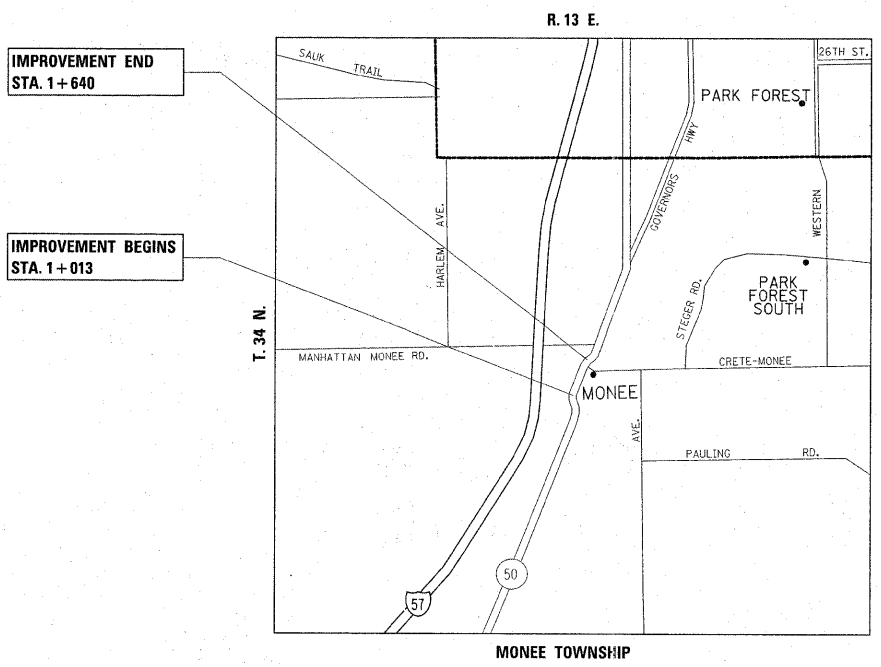 R. 13 E.
IMPROVEMENT END
STA. 1+640
SAUK
TRAIL
26TH ST.
PARK FOREST
HWY
GOVERNORS
HARLEM AVE.
WESTERN
IMPROVEMENT BEGINS
STA. 1+013
STEGER RD.
PARK
FOREST
SOUTH
T. 34 N.
MANHATTAN MONEE RD.
CRETE-MONEE
MONEE
AVE.
PAULING RD.
50
57
MONEE TOWNSHIP